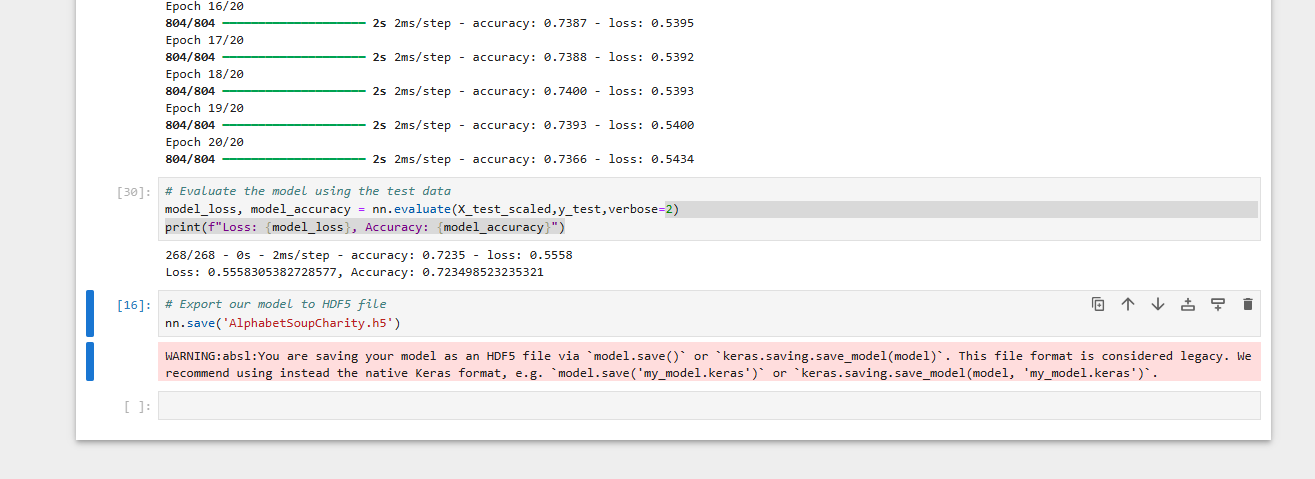 Epoch 16/20
804/804 ━━━━━━━━━━━━━━━━━━━━ 2s 2ms/step - accuracy: 0.7387 - loss: 0.5395
Epoch 17/20
804/804 ━━━━━━━━━━━━━━━━━━━━ 2s 2ms/step - accuracy: 0.7388 - loss: 0.5392
Epoch 18/20
804/804 ━━━━━━━━━━━━━━━━━━━━ 2s 2ms/step - accuracy: 0.7400 - loss: 0.5393
Epoch 19/20
804/804 ━━━━━━━━━━━━━━━━━━━━ 2s 2ms/step - accuracy: 0.7393 - loss: 0.5400
Epoch 20/20
804/804 ━━━━━━━━━━━━━━━━━━━━ 2s 2ms/step - accuracy: 0.7366 - loss: 0.5434
[30]: # Evaluate the model using the test data
model_loss, model_accuracy = nn.evaluate(X_test_scaled,y_test,verbose=2)
print(f"Loss: {model_loss}, Accuracy: {model_accuracy}")
268/268 - 0s - 2ms/step - accuracy: 0.7235 - loss: 0.5558
Loss: 0.5558305382728577, Accuracy: 0.723498523235321
[16]: # Export our model to HDF5 file
nn.save('AlphabetSoupCharity.h5')
WARNING:absl:You are saving your model as an HDF5 file via `model.save()` or `keras.saving.save_model(model)`. This file format is considered legacy. We
recommend using instead the native Keras format, e.g. `model.save('my_model.keras')` or `keras.saving.save_model(model, 'my_model.keras')`.
[ ]: